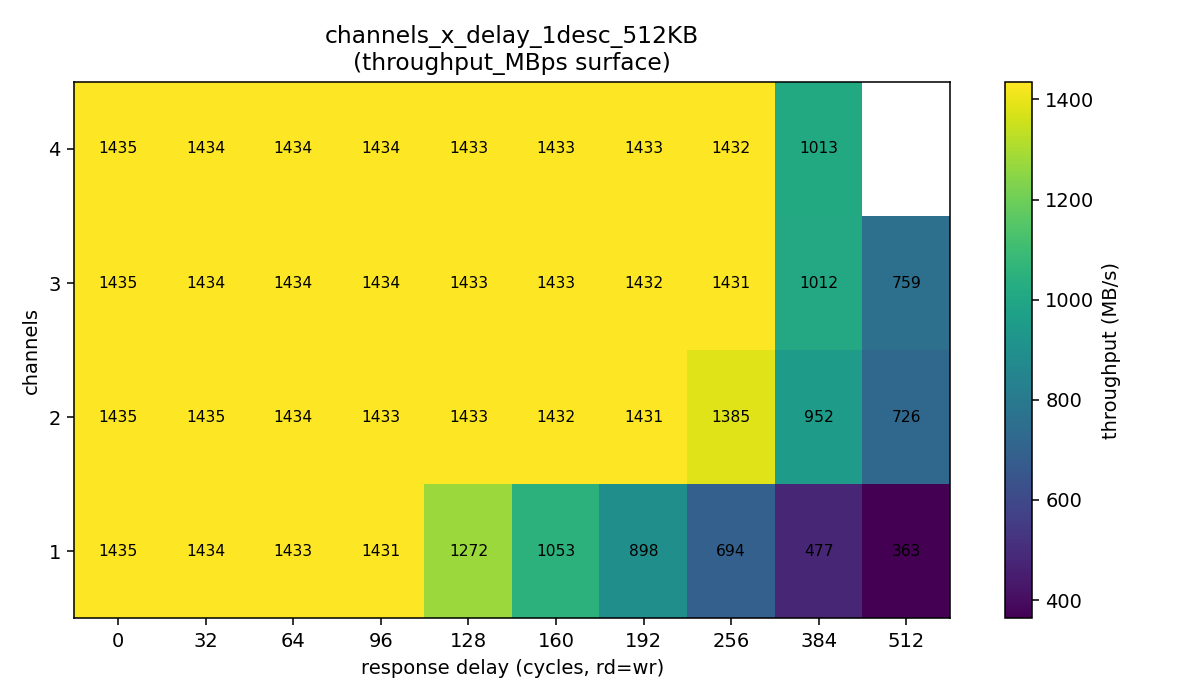 channels_x_delay_1desc_512KB
(throughput_MBps surface)
channels
4
1435 1434 1434 1434 1433 1433 1433 1432 1013
3
1435 1434 1434 1434 1433 1433 1432 1431 1012 759
2
1435 1435 1434 1433 1433 1432 1431 1385 952 726
1
1435 1434 1433 1431 1272 1053 898 694 477 363
0 32 64 96 128 160 192 256 384 512
response delay (cycles, rd=wr)
1400
1200
1000
800
600
400
throughput (MB/s)